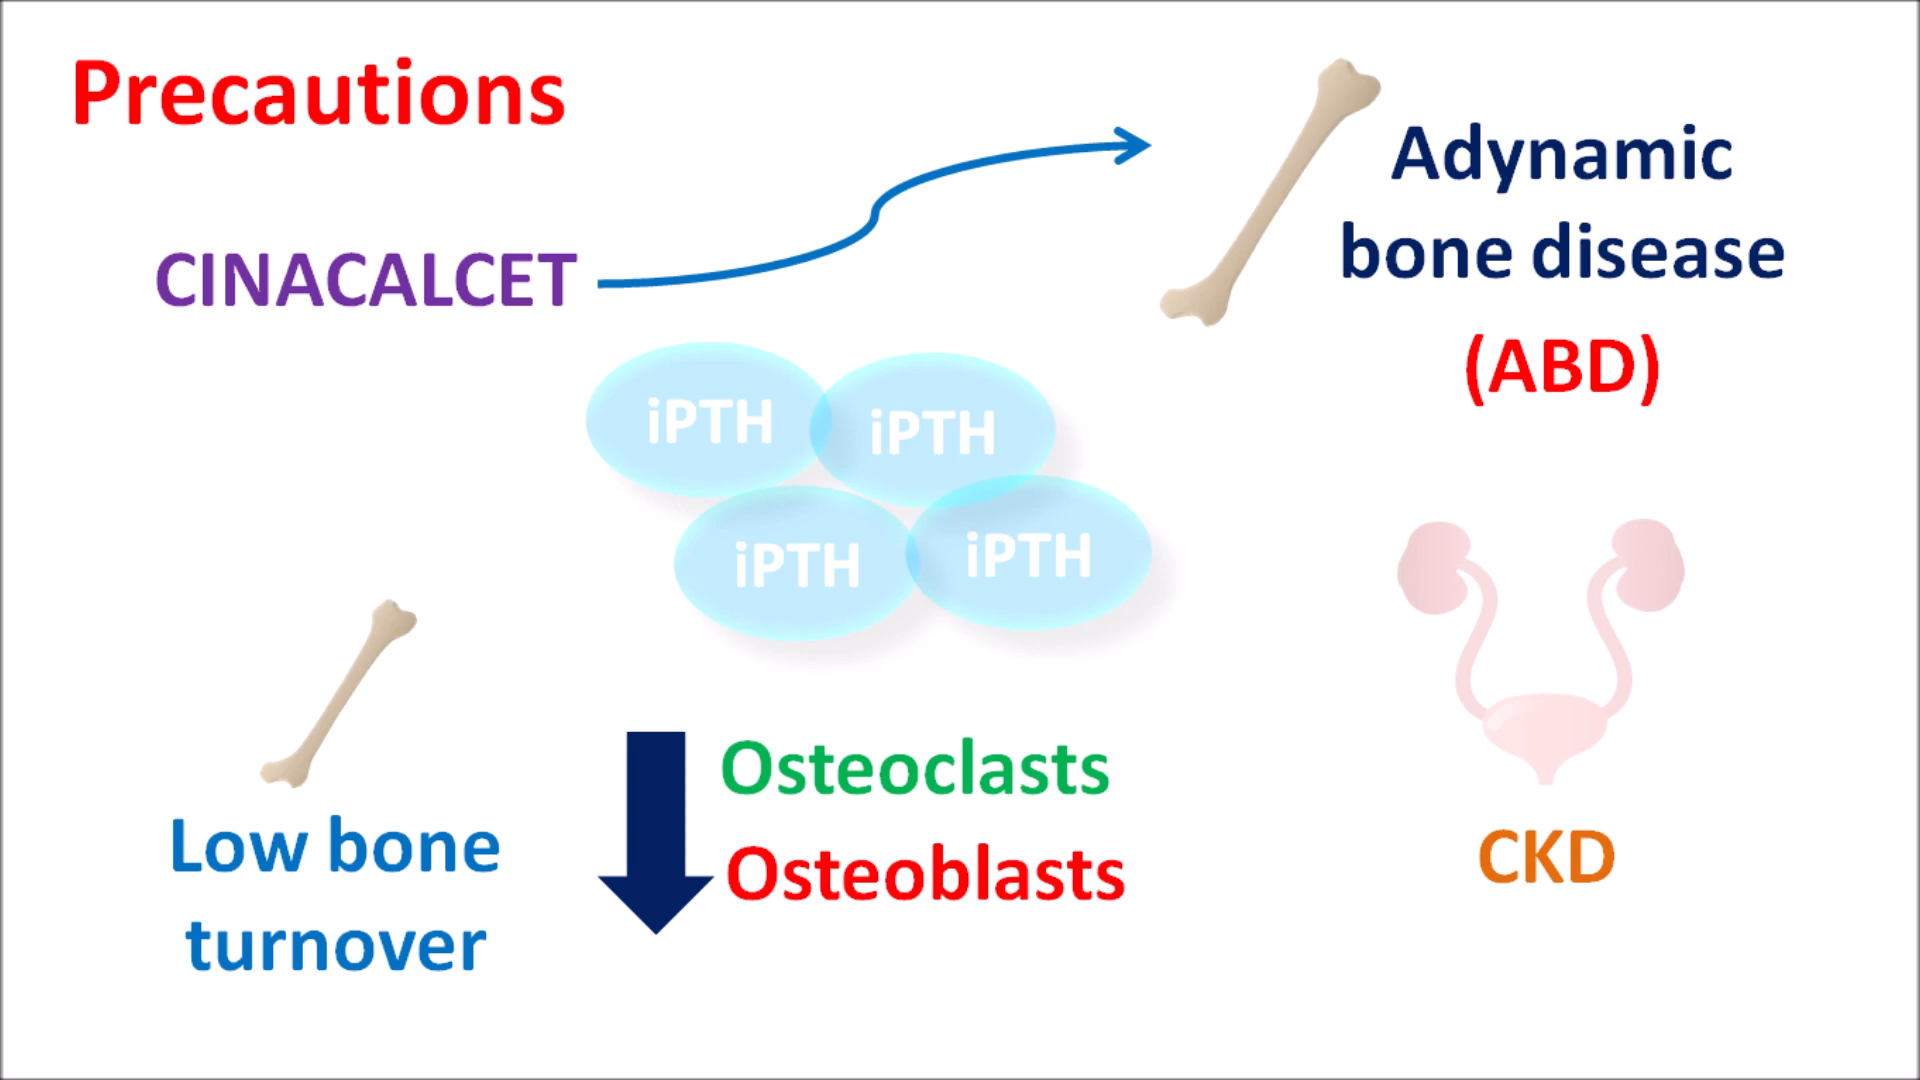 Precautions
CINACALCET
Adynamic
bone disease
(ABD)
iPTH
iPTH
iPTH
iPTH
Low bone
turnover
Osteoclasts
Osteoblasts
CKD